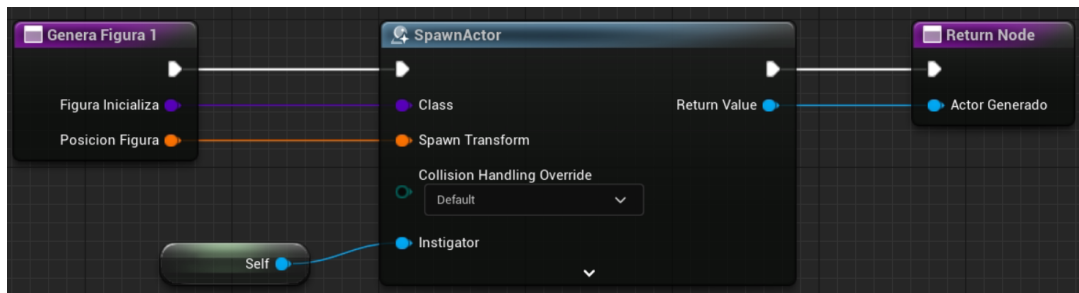 Genera Figura 1
SpawnActor
Return Node
Figura Inicializa
Class
Return Value
Actor Generado
Posicion Figura
Spawn Transform
Collision Handling Override
Default
Instigator
Self